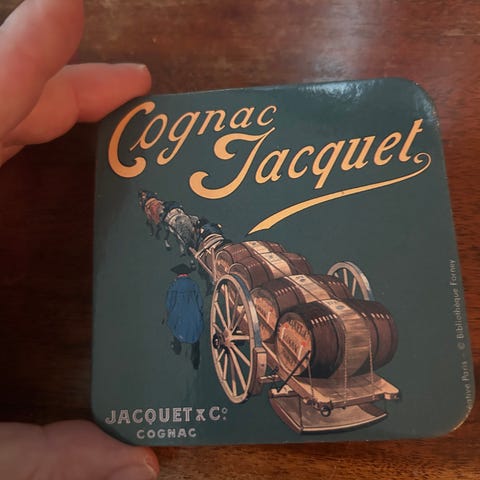 Cognac
Jacquet
JACQUET & Cº
COGNAC
© Bibliothèque Forney